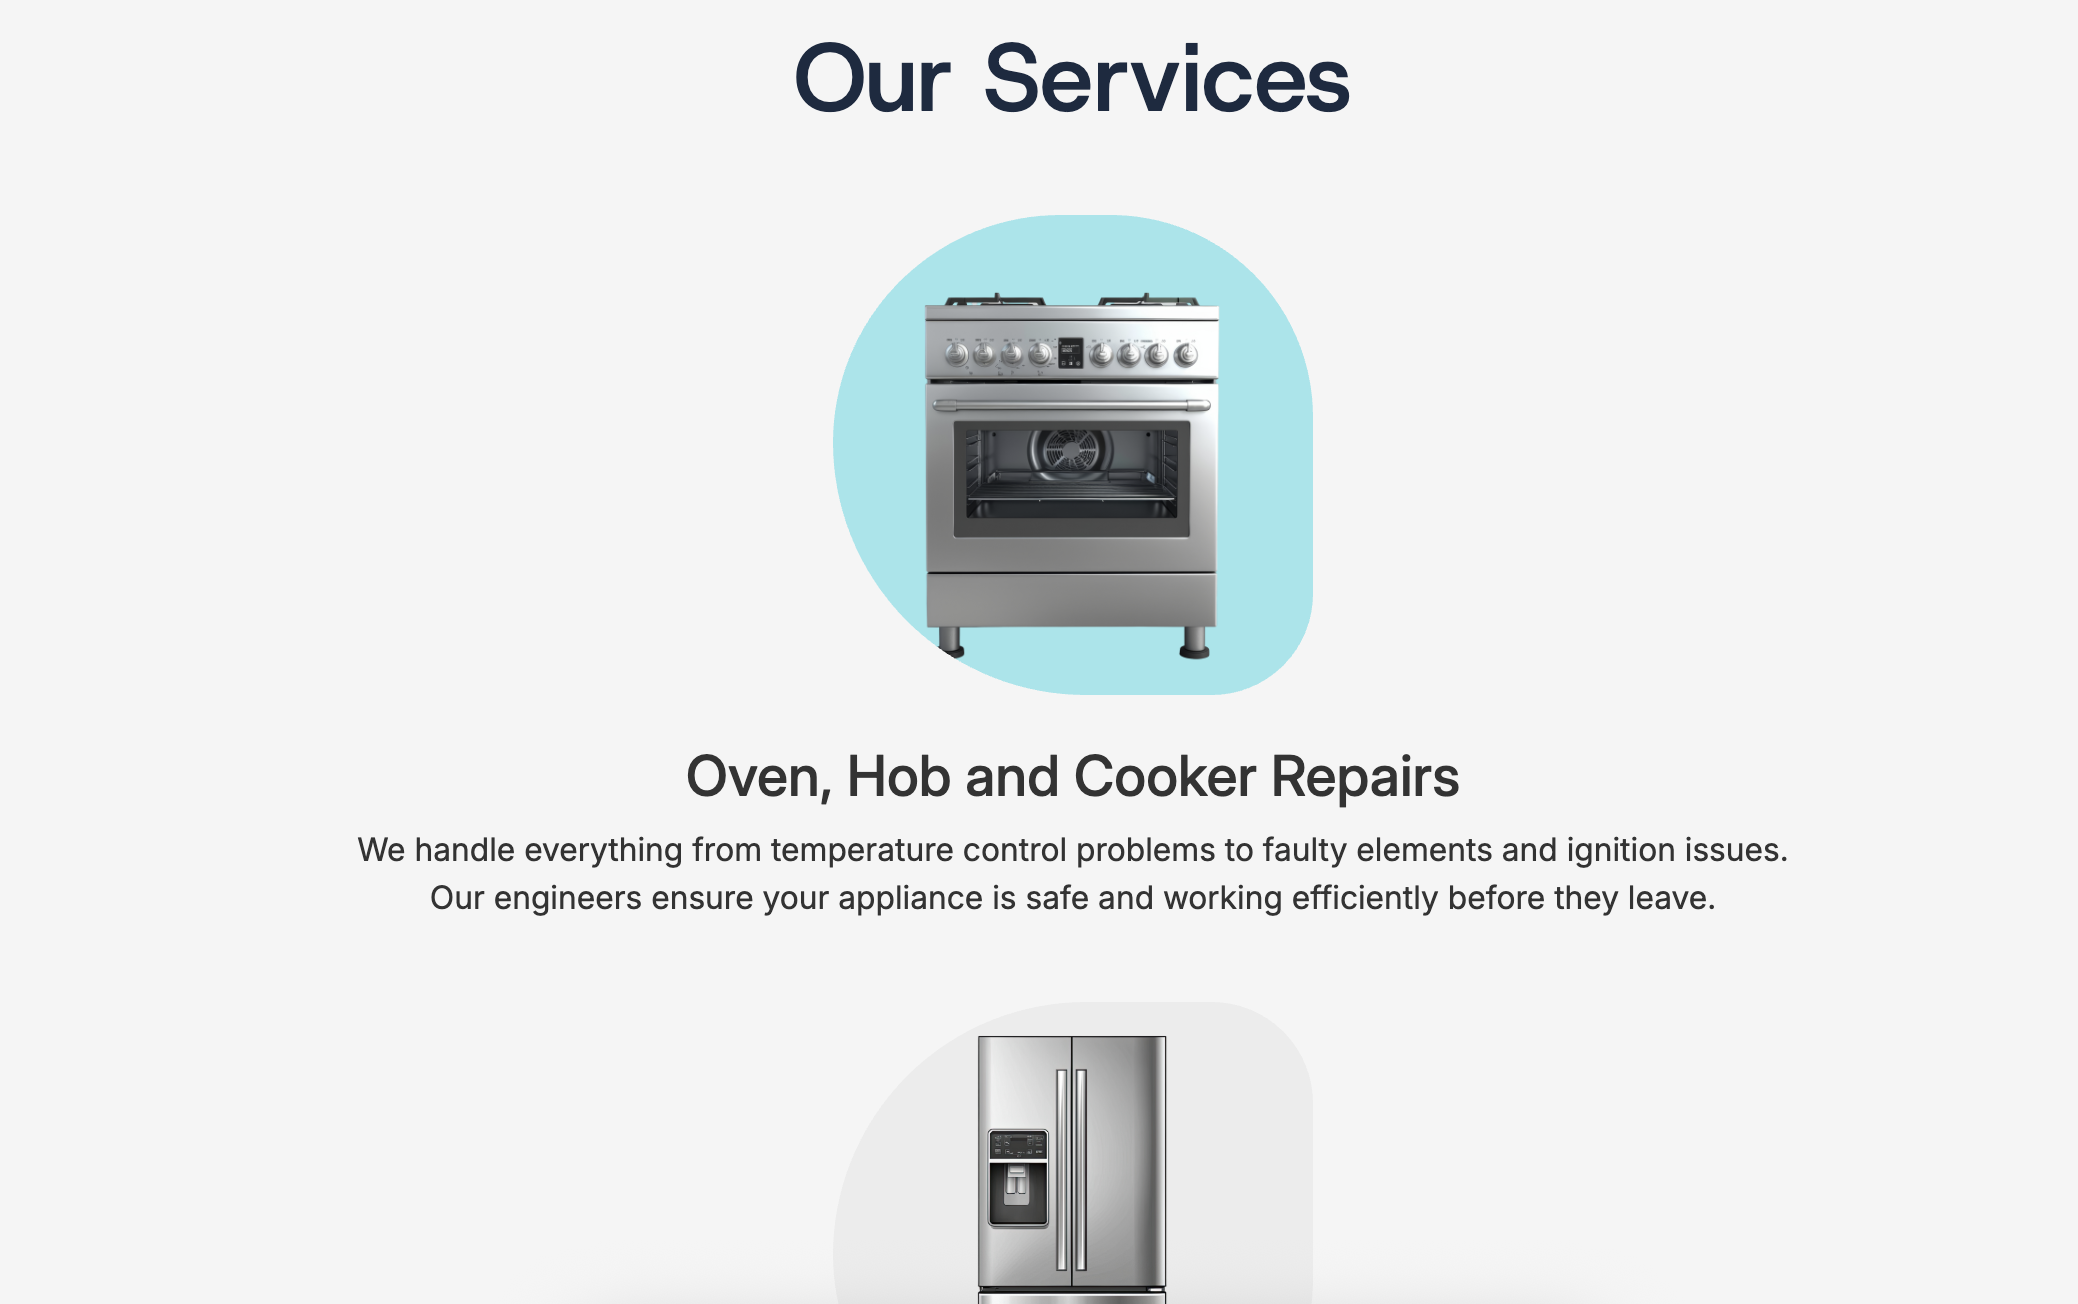 Our Services
Oven, Hob and Cooker Repairs
We handle everything from temperature control problems to faulty elements and ignition issues.
Our engineers ensure your appliance is safe and working efficiently before they leave.